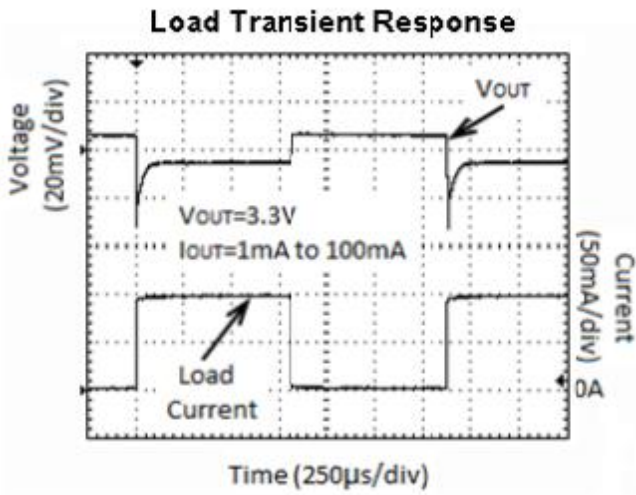 Load Transient Response
Voltage
(20mV/div)
VOUT
VOUT=3.3V
IOUT=1mA to 100mA
Load
Current
Current
(50mA/div)
0A
Time (250µs/div)